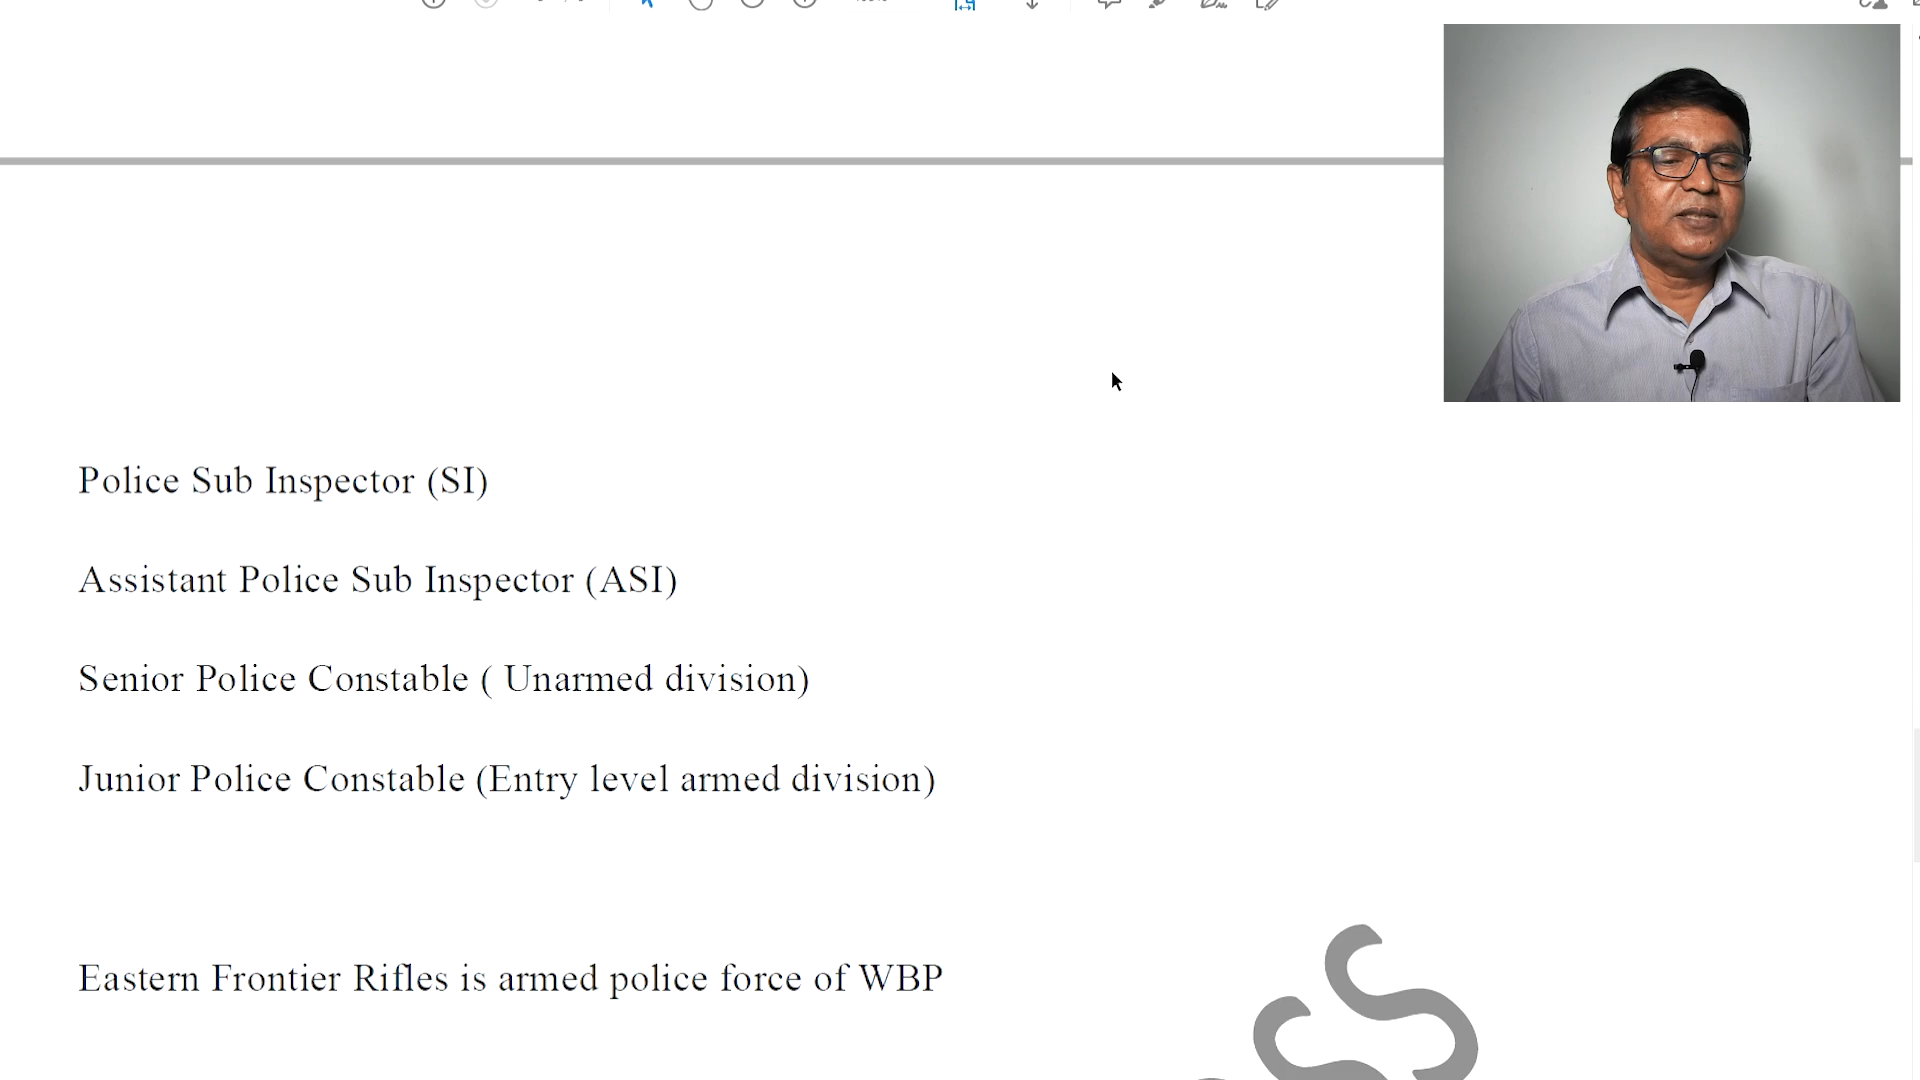 Police Sub Inspector (SI)
Assistant Police Sub Inspector (ASI)
Senior Police Constable ( Unarmed division)
Junior Police Constable (Entry level armed division)
Eastern Frontier Rifles is armed police force of WBP